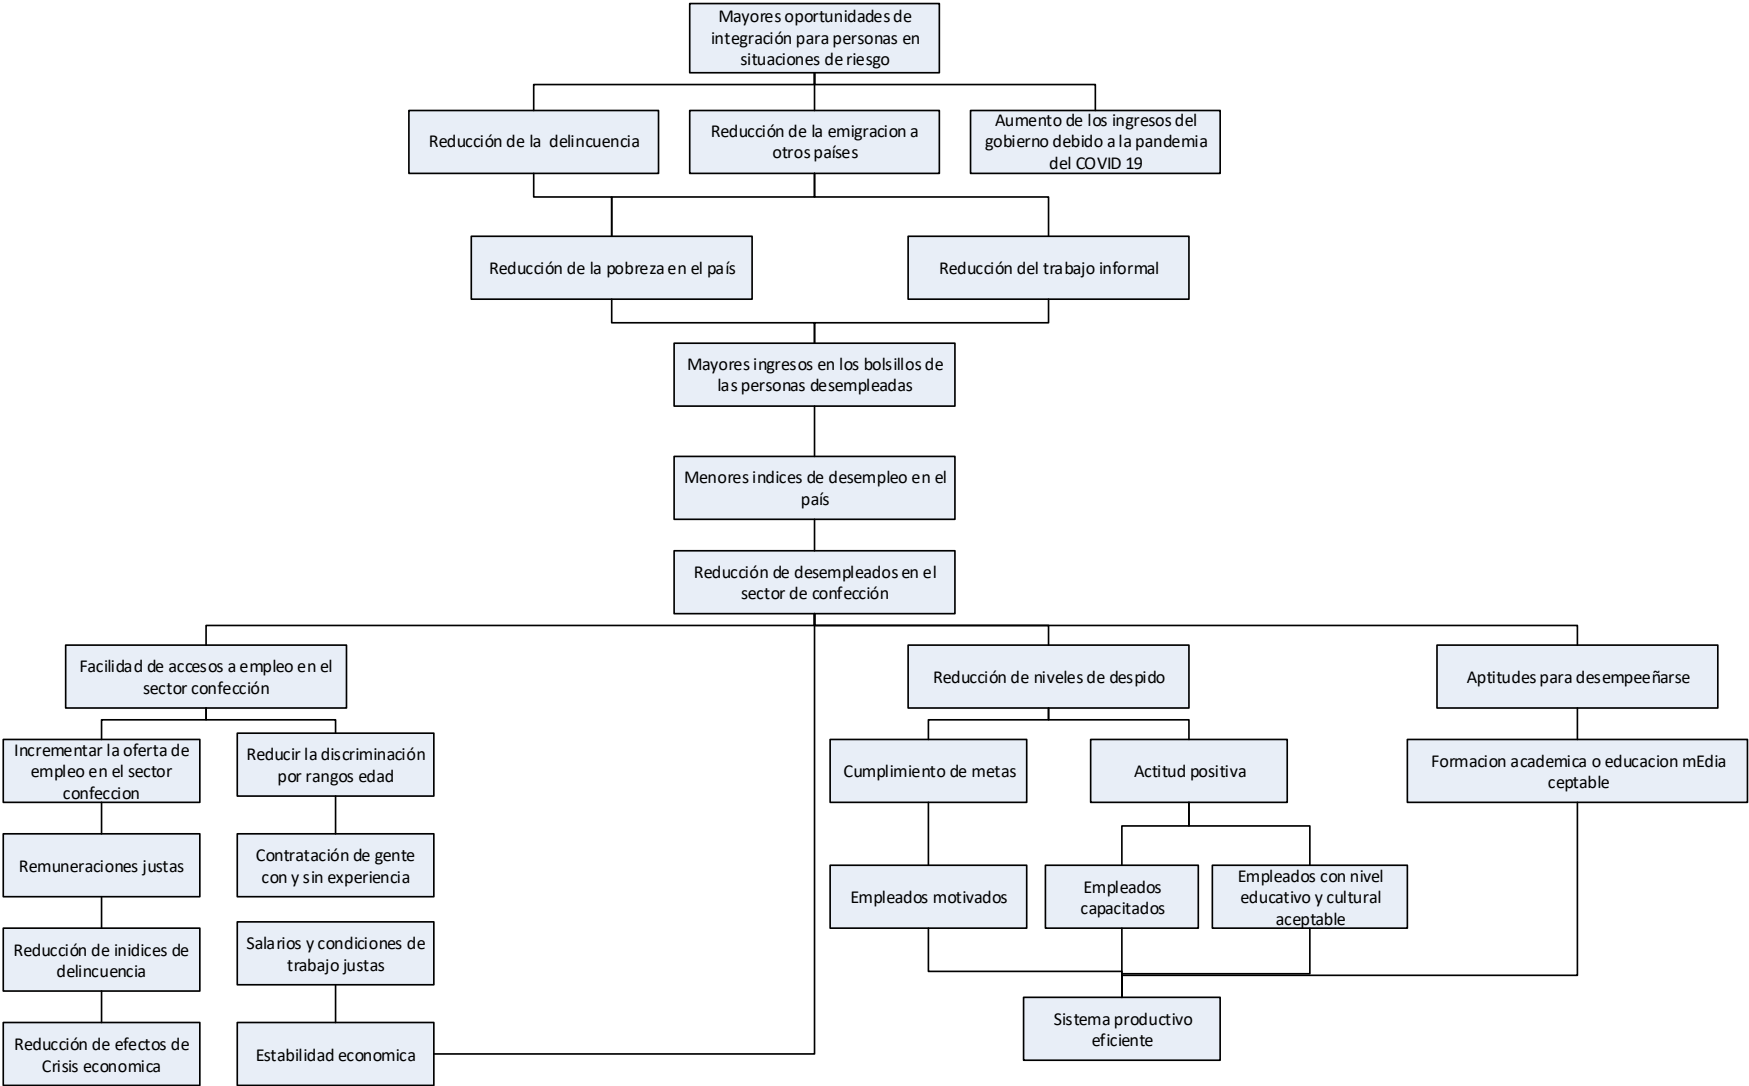 Mayores oportunidades de
integración para personas en
situaciones de riesgo
Reducción de la delincuencia
Reducción de la emigracion a
otros países
Aumento de los ingresos del
gobierno debido a la pandemia
del COVID 19
Reducción de la pobreza en el país
Reducción del trabajo informal
Mayores ingresos en los bolsillos de
las personas desempleadas
Menores indices de desempleo en el
país
Reducción de desempleados en el
sector de confección
Facilidad de accesos a empleo en el
sector confección
Reducción de niveles de despido
Aptitudes para desempeeñarse
Incrementar la oferta de
empleo en el sector
confeccion
Reducir la discriminación
por rangos edad
Cumplimiento de metas
Actitud positiva
Formacion academica o educacion mEdia
ceptable
Remuneraciones justas
Contratación de gente
con y sin experiencia
Empleados motivados
Empleados
capacitados
Empleados con nivel
educativo y cultural
aceptable
Reducción de inidices de
delincuencia
Salarios y condiciones de
trabajo justas
Reducción de efectos de
Crisis economica
Estabilidad economica
Sistema productivo
eficiente